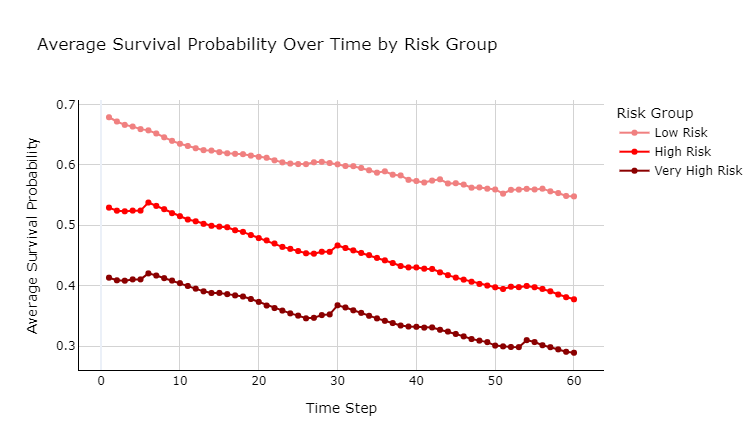 Average Survival Probability Over Time by Risk Group
Risk Group
Low Risk
High Risk
Very High Risk
Average Survival Probability
0.7
0.6
0.5
0.4
0.3
0
10
20
30
40
50
60
Time Step